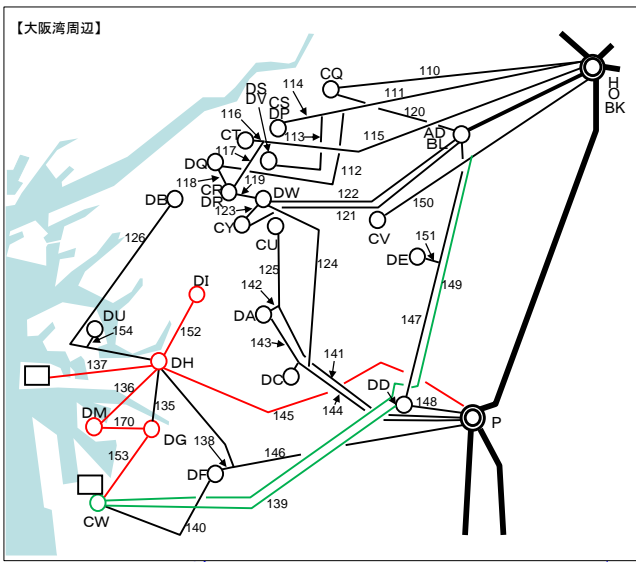 【大阪湾周辺】
110
CQ
114
111
H
O
BK
DS
DV
CS
DP
120
116
CT
113
115
AD
BL
117
DQ
112
118
CR
DR
119
DW
122
150
DB
123
CY
121
CV
CU
126
124
151
DE
149
125
DI
142
DU
DA
152
147
154
143
DH
141
137
DC
136
DD
144
135
145
148
DM
170
DG
P
138
153
146
DF
139
CW
140